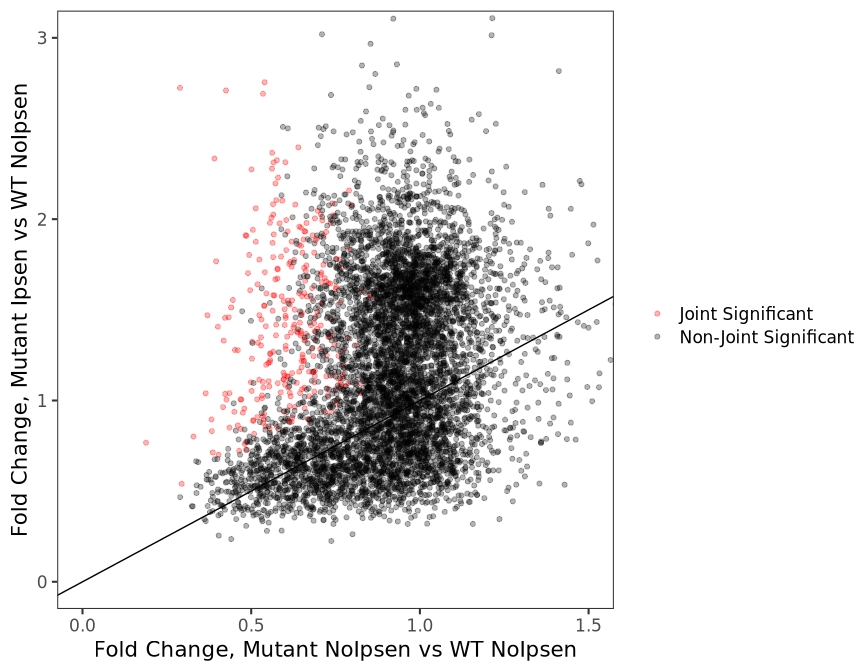 Fold Change, Mutant Ipsen vs WT NoIpsen
3
2
1
0
0.0
0.5
1.0
1.5
Fold Change, Mutant NoIpsen vs WT NoIpsen
Joint Significant
Non-Joint Significant